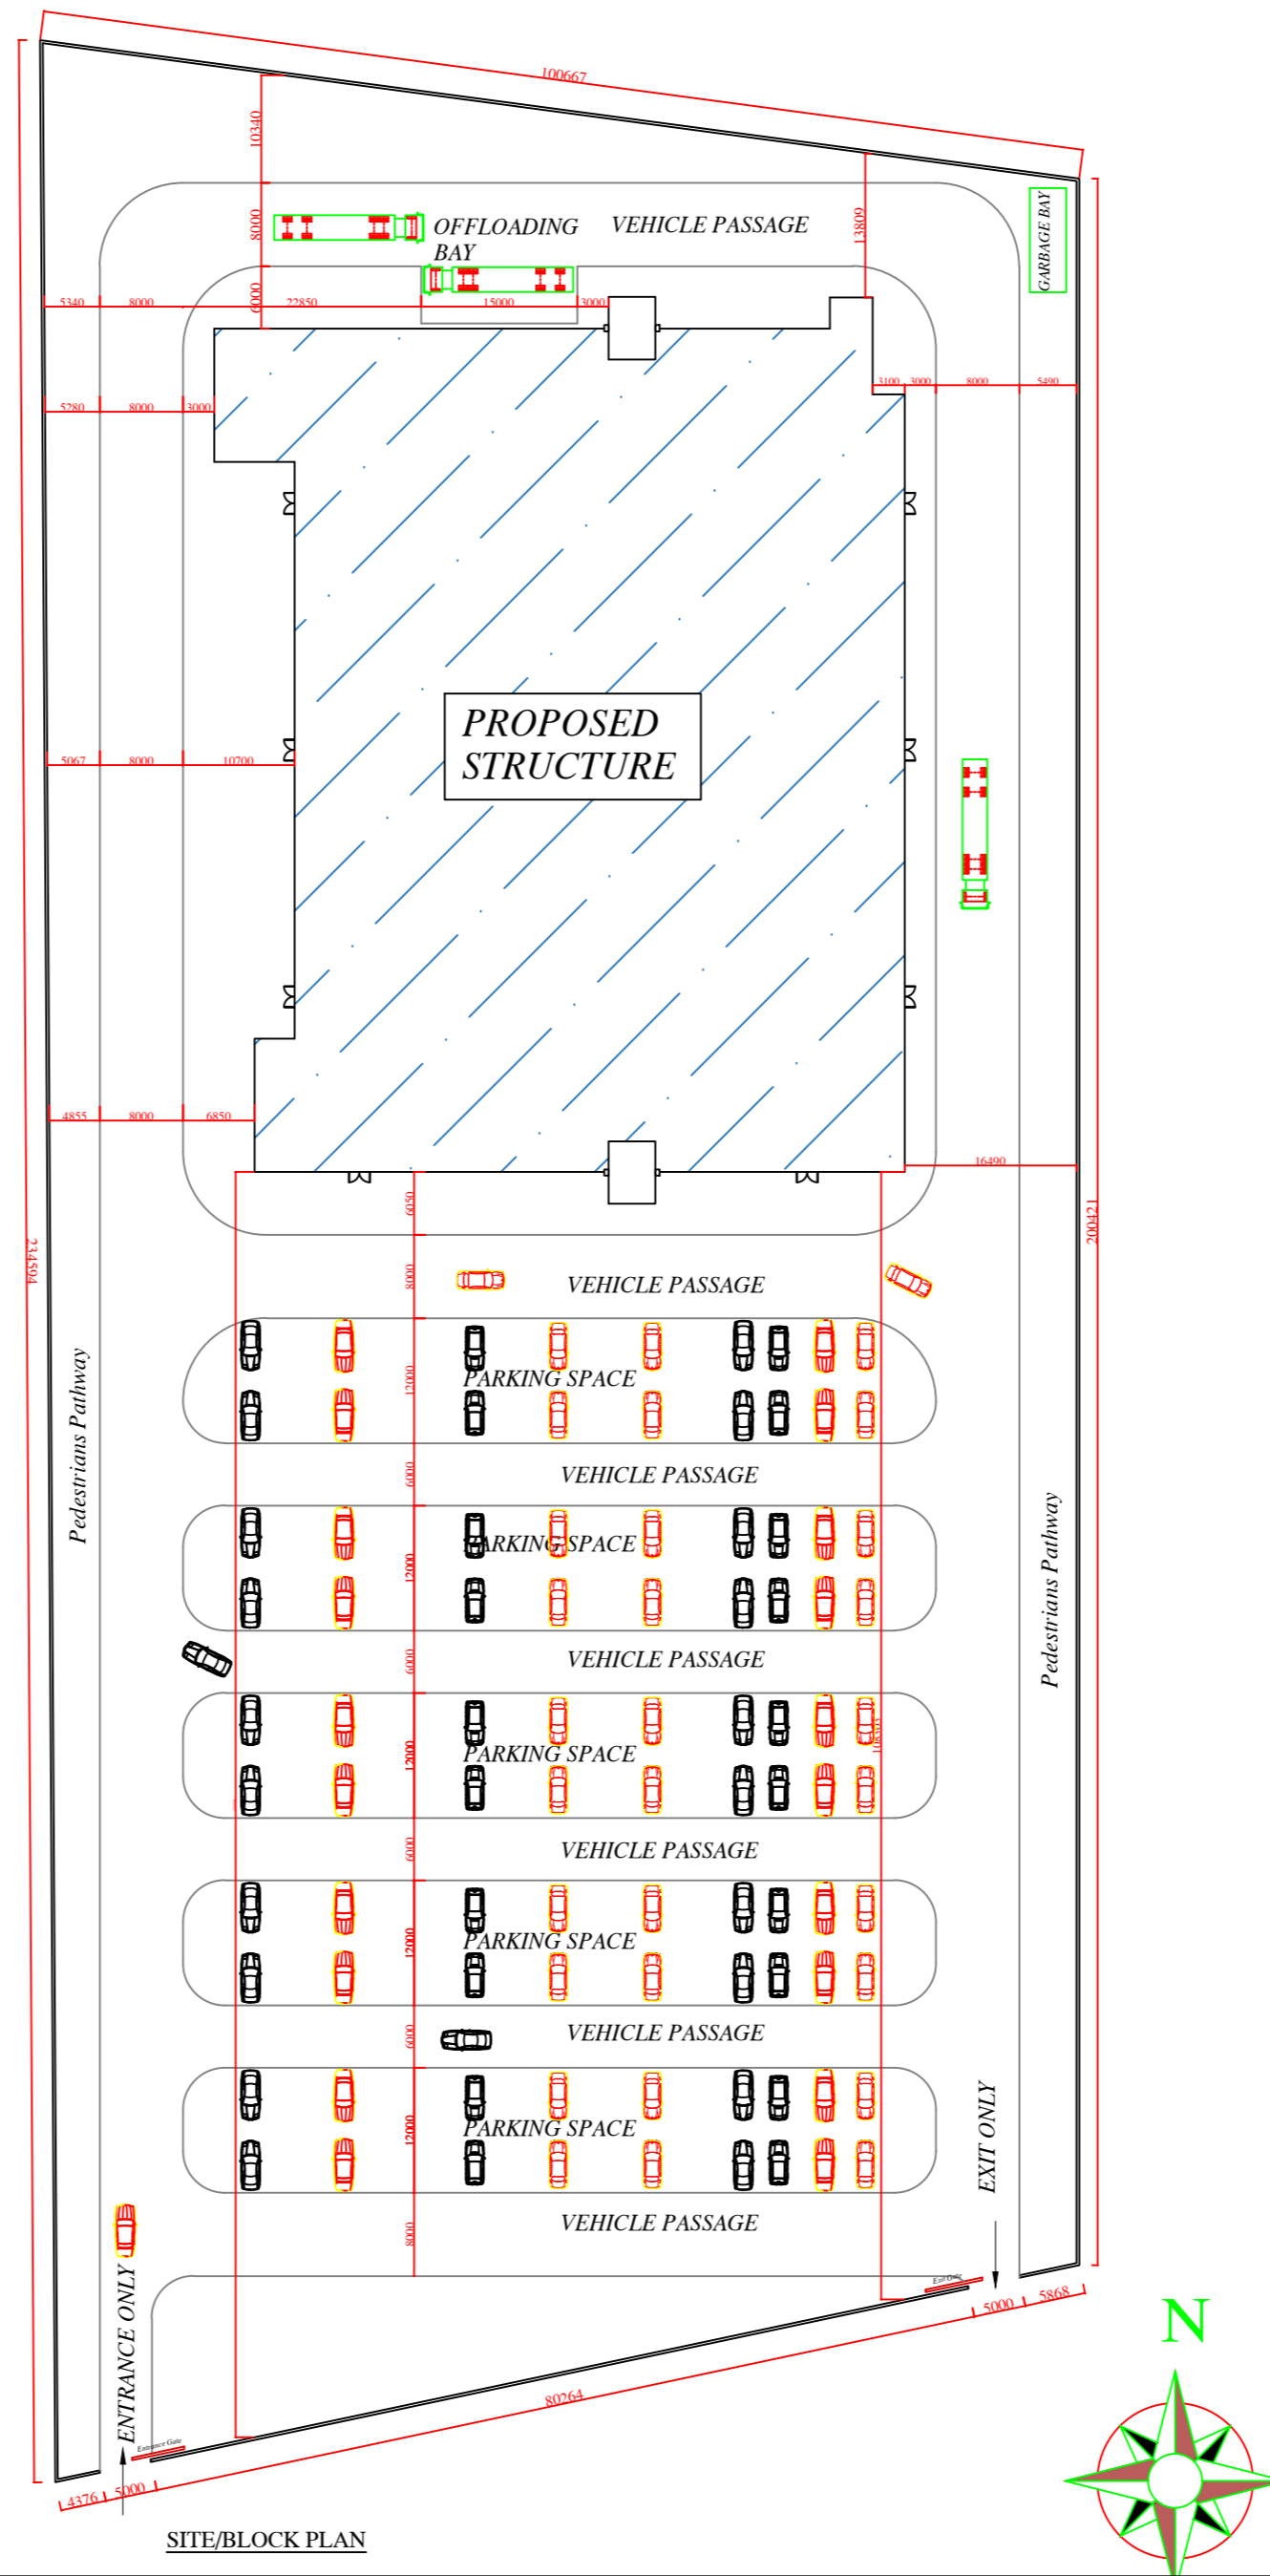 100667
10340
8000
OFFLOADING
BAY
VEHICLE PASSAGE
13809
GARBAGE BAY
6000
5340
8000
22850
15000
3000
5280
8000
3000
3100
3000
8000
5490
PROPOSED
STRUCTURE
5067
8000
10700
4855
8000
6850
16490
6050
234594
200421
8000
VEHICLE PASSAGE
12000
PARKING SPACE
Pedestrians Pathway
6000
VEHICLE PASSAGE
12000
PARKING SPACE
Pedestrians Pathway
6000
VEHICLE PASSAGE
12000
PARKING SPACE
6000
VEHICLE PASSAGE
12000
PARKING SPACE
6000
VEHICLE PASSAGE
12000
PARKING SPACE
EXIT ONLY
8000
VEHICLE PASSAGE
ENTRANCE ONLY
Exit Gate
5000
5868
80264
Entrance Gate
4376
5000
N
SITE/BLOCK PLAN